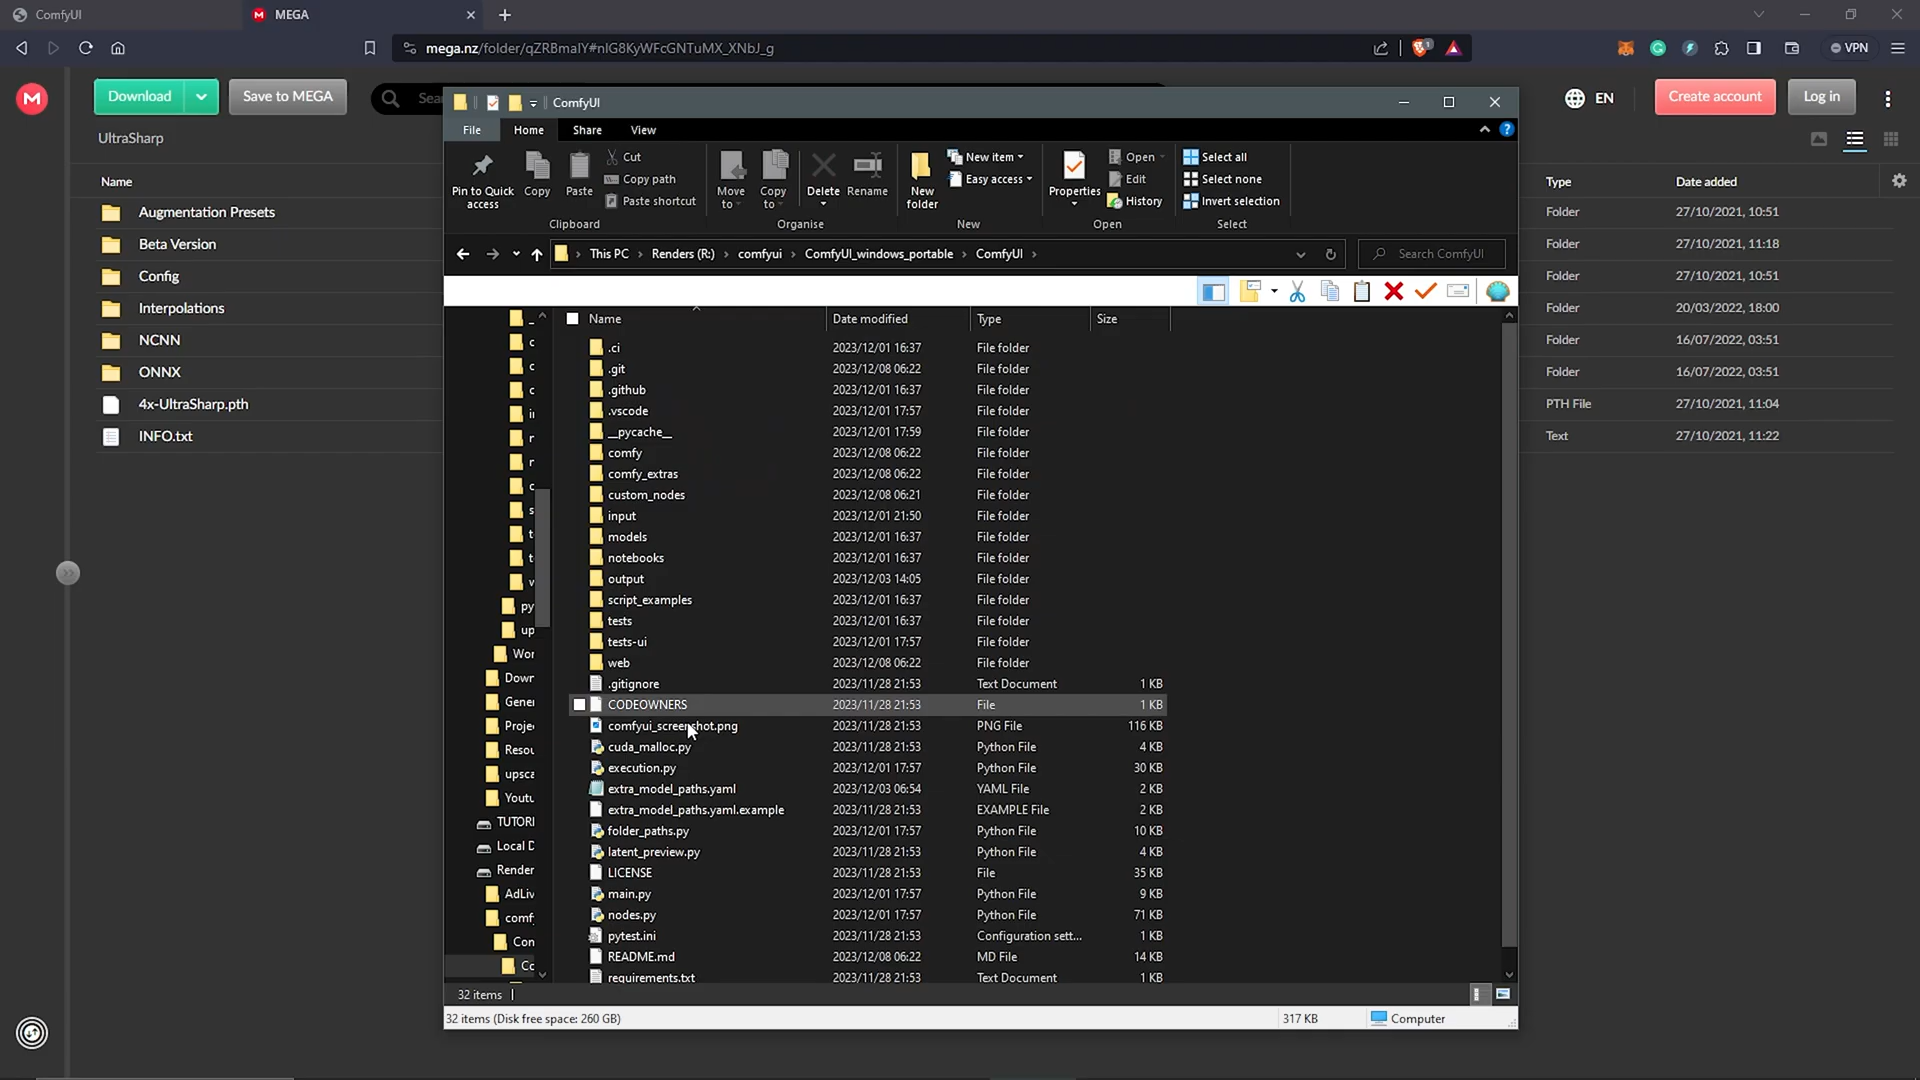 ComfyUI
MEGA
mega.nz/folder/qZRBmaIY#nIG8KyWFcGNTuMX_XNbJ_g
VPN
Download
Save to MEGA
Sea
EN
Create account
Log in
UltraSharp
Name
Type
Date added
Augmentation Presets
Folder
27/10/2021, 10:51
Beta Version
Folder
27/10/2021, 11:18
Config
Folder
27/10/2021, 10:51
Interpolations
Folder
20/03/2022, 18:00
NCNN
Folder
16/07/2022, 03:51
ONNX
Folder
16/07/2022, 03:51
4x-UltraSharp.pth
PTH File
27/10/2021, 11:04
INFO.txt
Text
27/10/2021, 11:22
ComfyUI
File
Home
Share
View
Pin to Quick
access
Copy
Paste
Cut
Copy path
Paste shortcut
Clipboard
Move
to
Copy
to
Delete
Rename
Organise
New
folder
New item
Easy access
New
Properties
Open
Edit
History
Open
Select all
Select none
Invert selection
Select
This PC
Renders (R:)
comfyui
ComfyUI_windows_portable
ComfyUI
Search ComfyUI
Name
Date modified
Type
Size
.ci 2023/12/01 16:37 File folder
.git 2023/12/08 06:22 File folder
.github 2023/12/01 16:37 File folder
.vscode 2023/12/01 17:57 File folder
__pycache__ 2023/12/01 17:59 File folder
comfy 2023/12/08 06:22 File folder
comfy_extras 2023/12/08 06:22 File folder
custom_nodes 2023/12/08 06:21 File folder
input 2023/12/01 21:50 File folder
models 2023/12/01 16:37 File folder
notebooks 2023/12/01 16:37 File folder
output 2023/12/03 14:05 File folder
script_examples 2023/12/01 16:37 File folder
tests 2023/12/01 16:37 File folder
tests-ui 2023/12/01 17:57 File folder
web 2023/12/08 06:22 File folder
.gitignore 2023/11/28 21:53 Text Document 1 KB
CODEOWNERS 2023/11/28 21:53 File 1 KB
comfyui_screenshot.png 2023/11/28 21:53 PNG File 116 KB
cuda_malloc.py 2023/11/28 21:53 Python File 4 KB
execution.py 2023/12/01 17:57 Python File 30 KB
extra_model_paths.yaml 2023/12/03 06:54 YAML File 2 KB
extra_model_paths.yaml.example 2023/11/28 21:53 EXAMPLE File 2 KB
folder_paths.py 2023/12/01 17:57 Python File 10 KB
latent_preview.py 2023/11/28 21:53 Python File 4 KB
LICENSE 2023/11/28 21:53 File 35 KB
main.py 2023/12/01 17:57 Python File 9 KB
nodes.py 2023/12/01 17:57 Python File 71 KB
pytest.ini 2023/11/28 21:53 Configuration sett... 1 KB
README.md 2023/12/08 06:22 MD File 14 KB
requirements.txt 2023/11/28 21:53 Text Document 1 KB
py
up
Wor
Down
Gene
Proje
Resou
upsca
Youtu
TUTORI
Local D
Render
AdLiv
comf
Con
Co
32 items
32 items (Disk free space: 260 GB)
317 KB
Computer